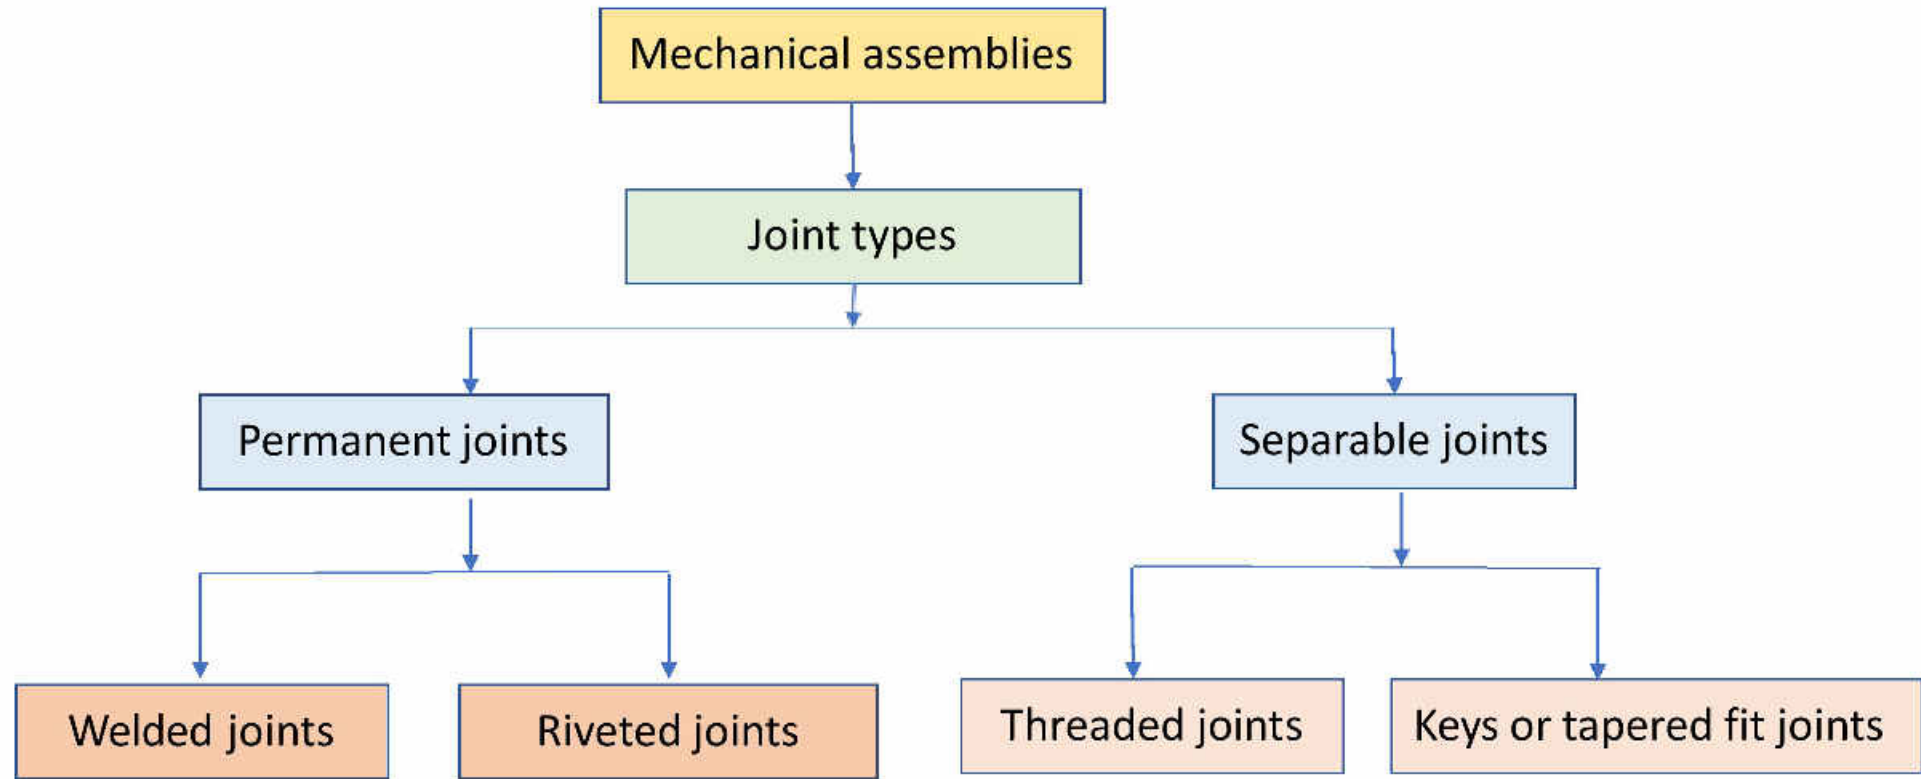 Mechanical assemblies
Joint types
Permanent joints
Separable joints
Welded joints
Riveted joints
Threaded joints
Keys or tapered fit joints